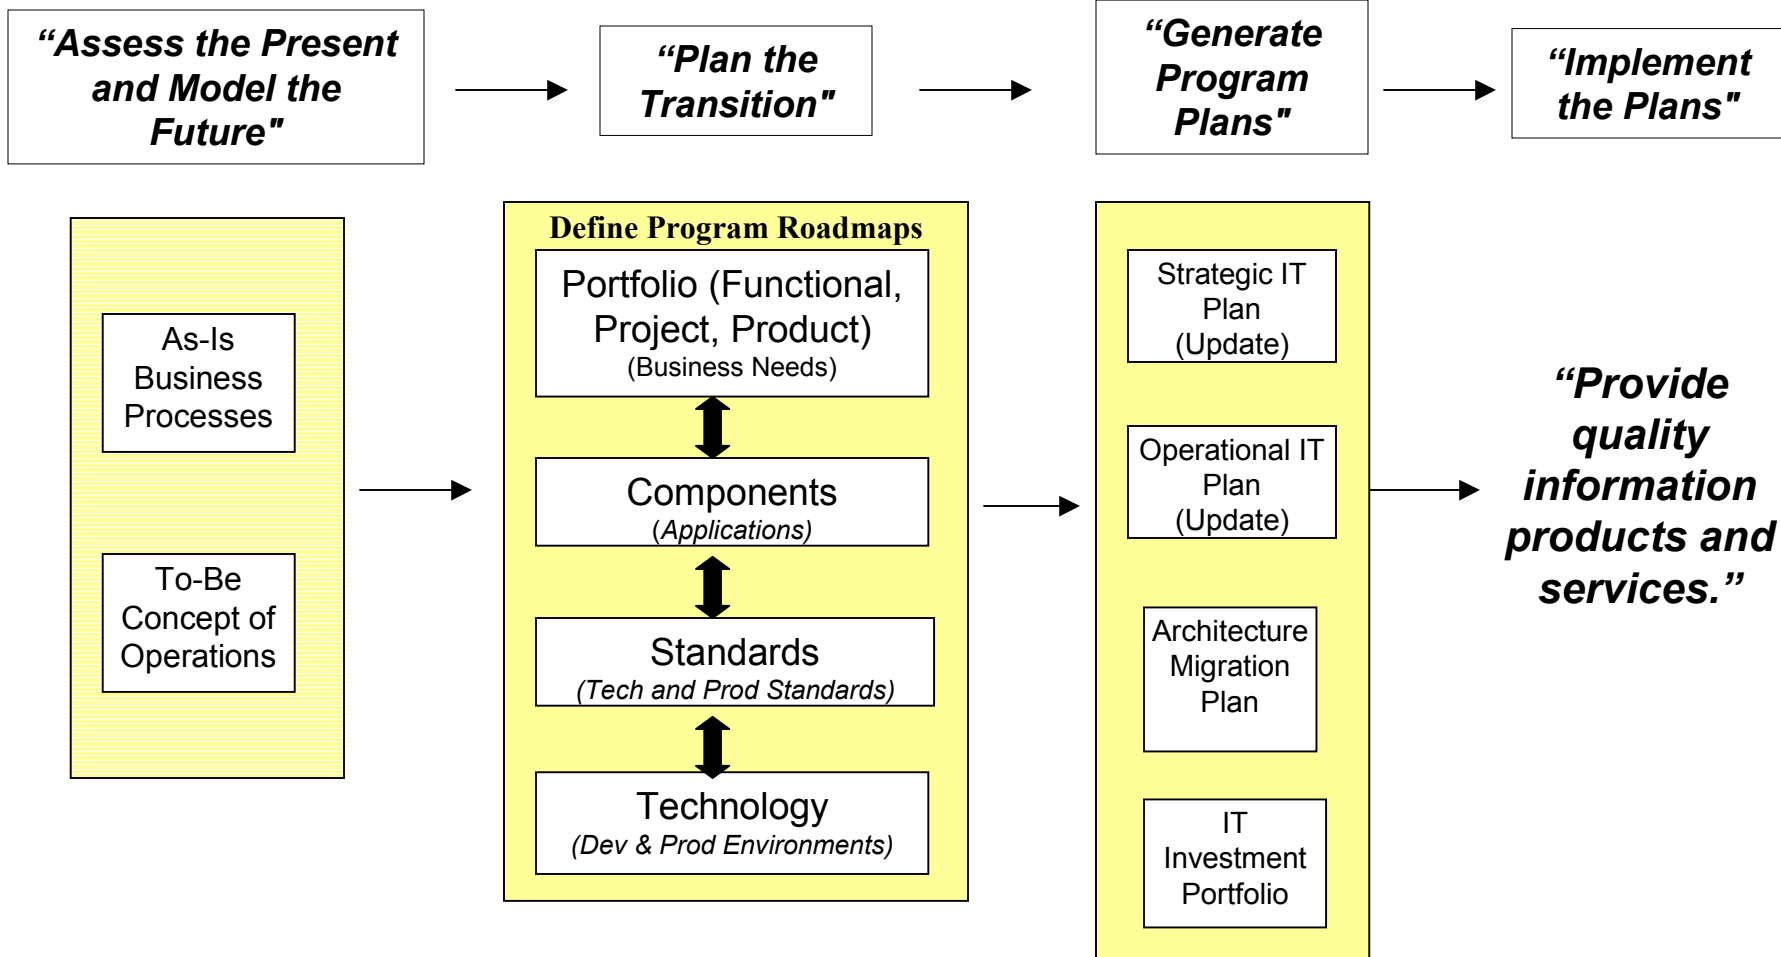 “Assess the Present
and Model the
Future"
“Plan the
Transition"
“Generate
Program
Plans"
“Implement
the Plans"
As-Is
Business
Processes
To-Be
Concept of
Operations
Define Program Roadmaps
Portfolio (Functional,
Project, Product)
(Business Needs)
Components
(Applications)
Standards
(Tech and Prod Standards)
Technology
(Dev & Prod Environments)
Strategic IT
Plan
(Update)
Operational IT
Plan
(Update)
Architecture
Migration
Plan
IT
Investment
Portfolio
“Provide
quality
information
products and
services.”